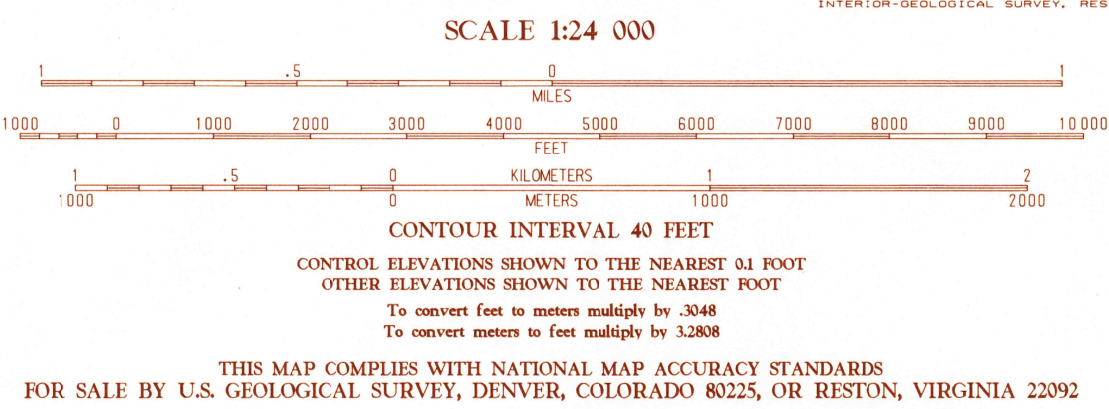 INTERIOR-GEOLOGICAL SURVEY, RES
SCALE 1:24 000
1 .5 0 1
MILES
1000 0 1000 2000 3000 4000 5000 6000 7000 8000 9000 10000
FEET
1 .5 0 KILOMETERS 1 2
1000 0 METERS 1000 2000
CONTOUR INTERVAL 40 FEET
CONTROL ELEVATIONS SHOWN TO THE NEAREST 0.1 FOOT
OTHER ELEVATIONS SHOWN TO THE NEAREST FOOT
To convert feet to meters multiply by .3048
To convert meters to feet multiply by 3.2808
THIS MAP COMPLIES WITH NATIONAL MAP ACCURACY STANDARDS
FOR SALE BY U.S. GEOLOGICAL SURVEY, DENVER, COLORADO 80225, OR RESTON, VIRGINIA 22092